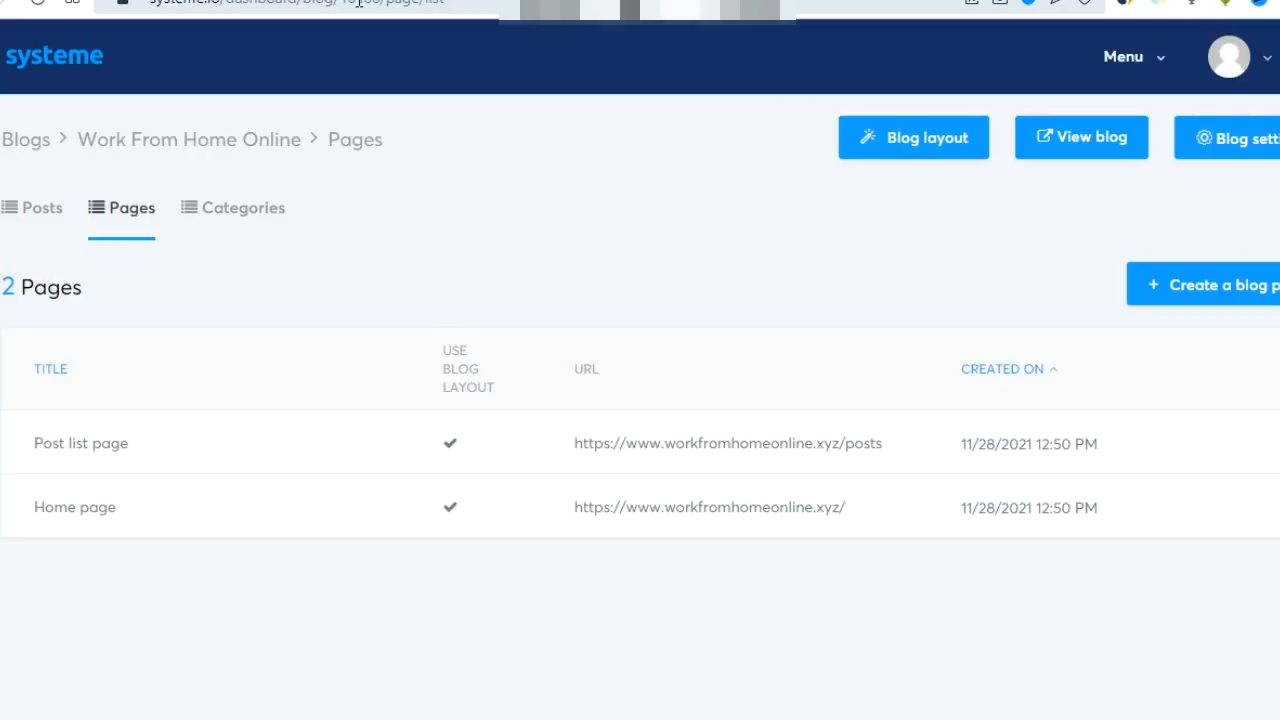 systeme
Menu
Blogs > Work From Home Online > Pages
Blog layout
View blog
Blog sett
Posts
Pages
Categories
2 Pages
+ Create a blog p
TITLE
USE
BLOG
LAYOUT
URL
CREATED ON
Post list page
https://www.workfromhomeonline.xyz/posts
11/28/2021 12:50 PM
Home page
https://www.workfromhomeonline.xyz/
11/28/2021 12:50 PM